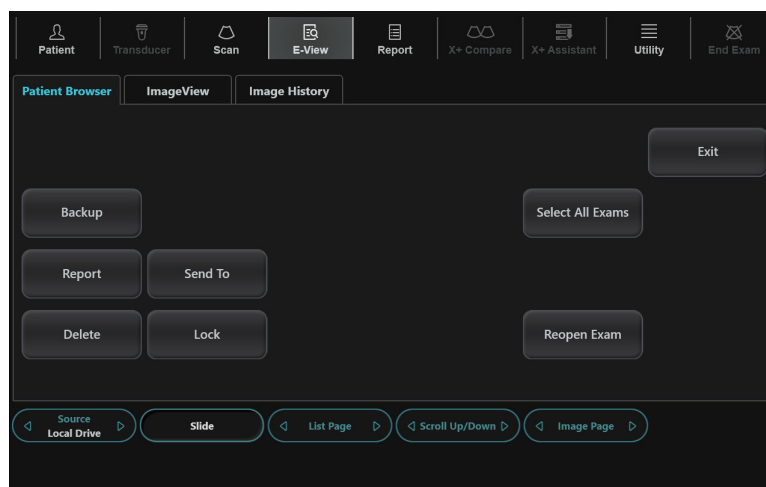 Patient Transducer Scan E-View Report X+ Compare X+ Assistant Utility End Exam
Patient Browser ImageView Image History
Exit
Backup Select All Exams
Report Send To
Delete Lock Reopen Exam
Source
Local Drive
Slide List Page Scroll Up/Down Image Page